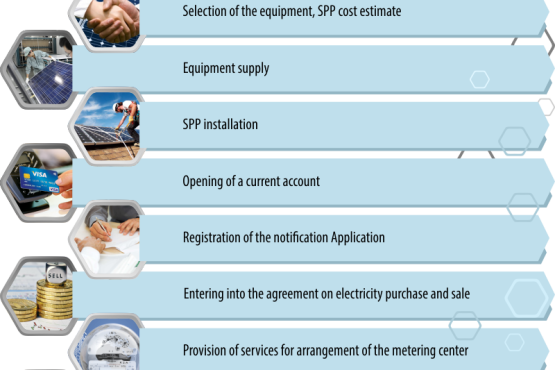 Selection of the equipment, SPP cost estimate
Equipment supply
SPP installation
VISA
Opening of a current account
Registration of the notification Application
SELL
Entering into the agreement on electricity purchase and sale
Provision of services for arrangement of the metering center